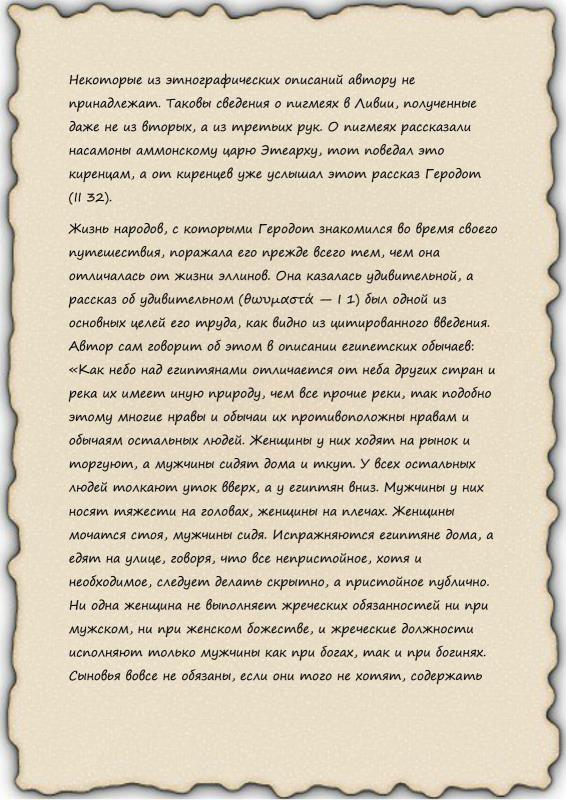 Некоторые из этнографических описаний автору не
принадлежат. Таковы сведения о пигмеях в Ливии, полученные
даже не из вторых, а из третьих рук. О пигмеях рассказали
насамоны аммонскому царю Этеарху, тот поведал это
киренцам, а от киренцев уже услышал этот рассказ Геродот
(II 32).
Жизнь народов, с которыми Геродот знакомился во время своего
путешествия, поражала его прежде всего тем, чем она
отличалась от жизни эллинов. Она казалась удивительной, а
рассказ об удивительном (θωυμαστά — I 1) был одной из
основных целей его труда, как видно из цитированного введения.
Автор сам говорит об этом в описании египетских обычаев:
«Как небо над египтянами отличается от неба других стран и
река их имеет иную природу, чем все прочие реки, так подобно
этому многие нравы и обычаи их противоположны нравам и
обычаям остальных людей. Женщины у них ходят на рынок и
торгуют, а мужчины сидят дома и ткут. У всех остальных
людей толкают уток вверх, а у египтян вниз. Мужчины у них
носят тяжести на головах, женщины на плечах. Женщины
мочатся стоя, мужчины сидя. Испражняются египтяне дома, а
едят на улице, говоря, что все непристойное, хотя и
необходимое, следует делать скрытно, а пристойное публично.
Ни одна женщина не выполняет жреческих обязанностей ни при
мужском, ни при женском божестве, и жреческие должности
исполняют только мужчины как при богах, так и при богинях.
Сыновья вовсе не обязаны, если они того не хотят, содержать